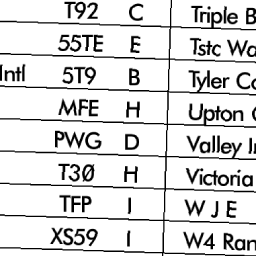 T92 C Triple B
55TE E Tstc Wa
Intl 5T9 B Tyler Co
MFE H Upton
PWG D Valley In
T3Ø H Victoria
TFP I W J E
XS59 I W4 Ran